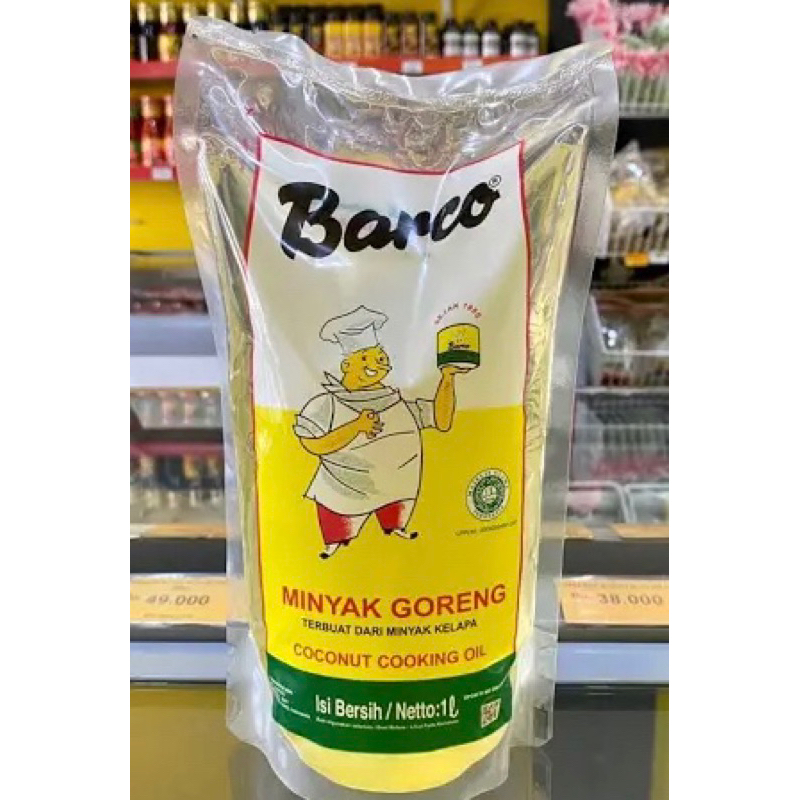 Barco®
SEJAK 1950
Barco
MINYAK GORENG
TERBUAT DARI MINYAK KELAPA
COCONUT COOKING OIL
Isi Bersih / Netto:1ℓ
49.000
38.000